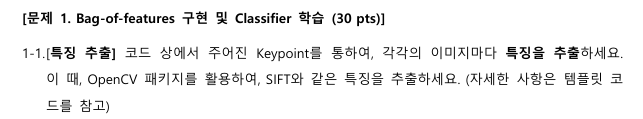 [문제 1. Bag-of-features 구현 및 Classifier 학습 (30 pts)]
1-1.[특징 추출] 코드 상에서 주어진 Keypoint를 통하여, 각각의 이미지마다 특징을 추출하세요.
이 때, OpenCV 패키지를 활용하여, SIFT와 같은 특징을 추출하세요. (자세한 사항은 템플릿 코
드를 참고)